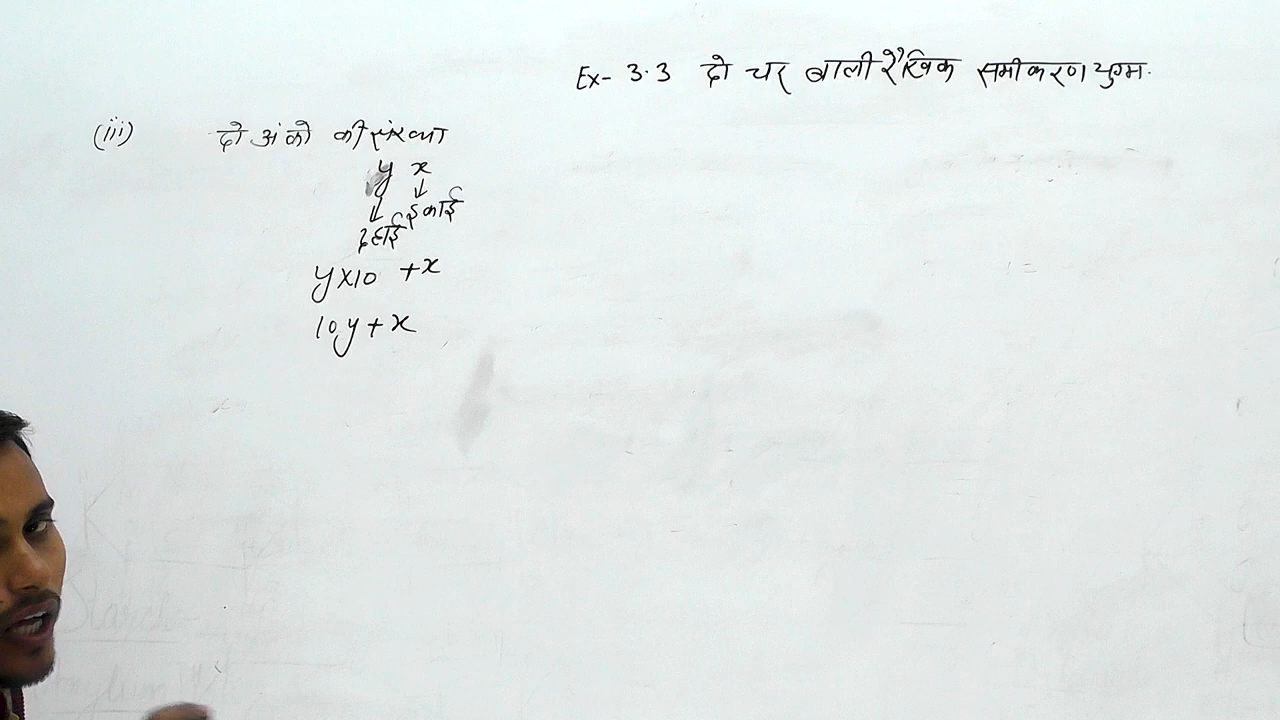 Ex- 3.3 दो चर वाली रैखिक समीकरण युग्म.
(iii) दो अंको की संख्या
y x
↓ ↓
दहाई इकाई
y×10 +x
10y + x